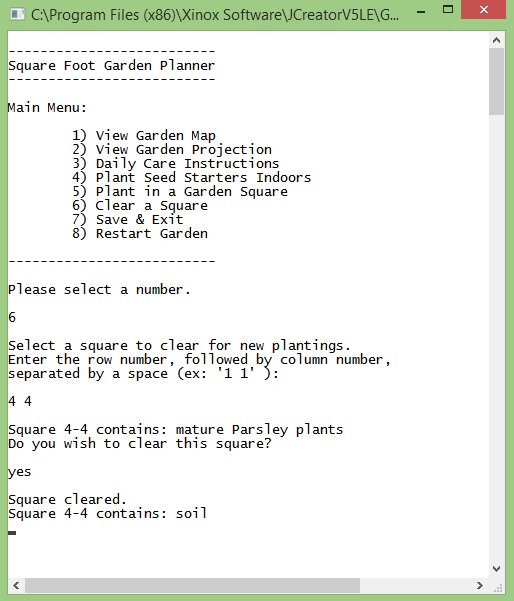 C:\Program Files (x86)\Xinox Software\JCreatorV5LE\G...
--------------------------
Square Foot Garden Planner
--------------------------
Main Menu:
1) View Garden Map
2) View Garden Projection
3) Daily Care Instructions
4) Plant Seed Starters Indoors
5) Plant in a Garden Square
6) Clear a Square
7) Save & Exit
8) Restart Garden
--------------------------
Please select a number.
6
Select a square to clear for new plantings.
Enter the row number, followed by column number,
separated by a space (ex: '1 1' ):
4 4
Square 4-4 contains: mature Parsley plants
Do you wish to clear this square?
yes
Square cleared.
Square 4-4 contains: soil